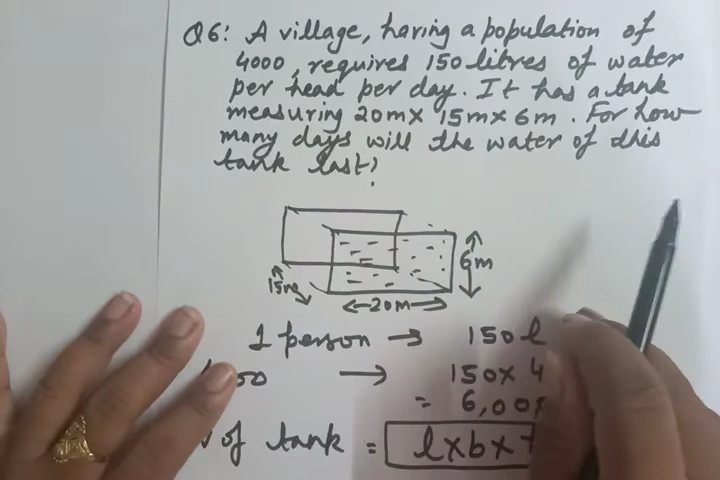 Q6: A village, having a population of
4000, requires 150 litres of water
per head per day. It has a tank
measuring 20m x 15m x 6m. For how
many days will the water of this
tank last?
6m
15m
20m
1 person → 150 l
→ 150 x 4
= 6,00
of tank = l x b x